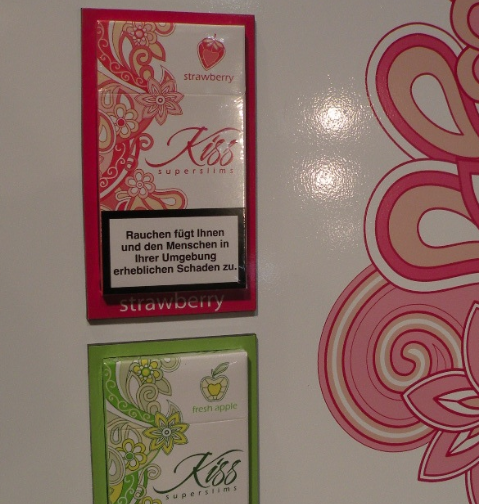 strawberry
Kiss
superslims
Rauchen fügt Ihnen
und den Menschen in
Ihrer Umgebung
erheblichen Schaden zu.
strawberry
fresh apple
Kiss
superslims